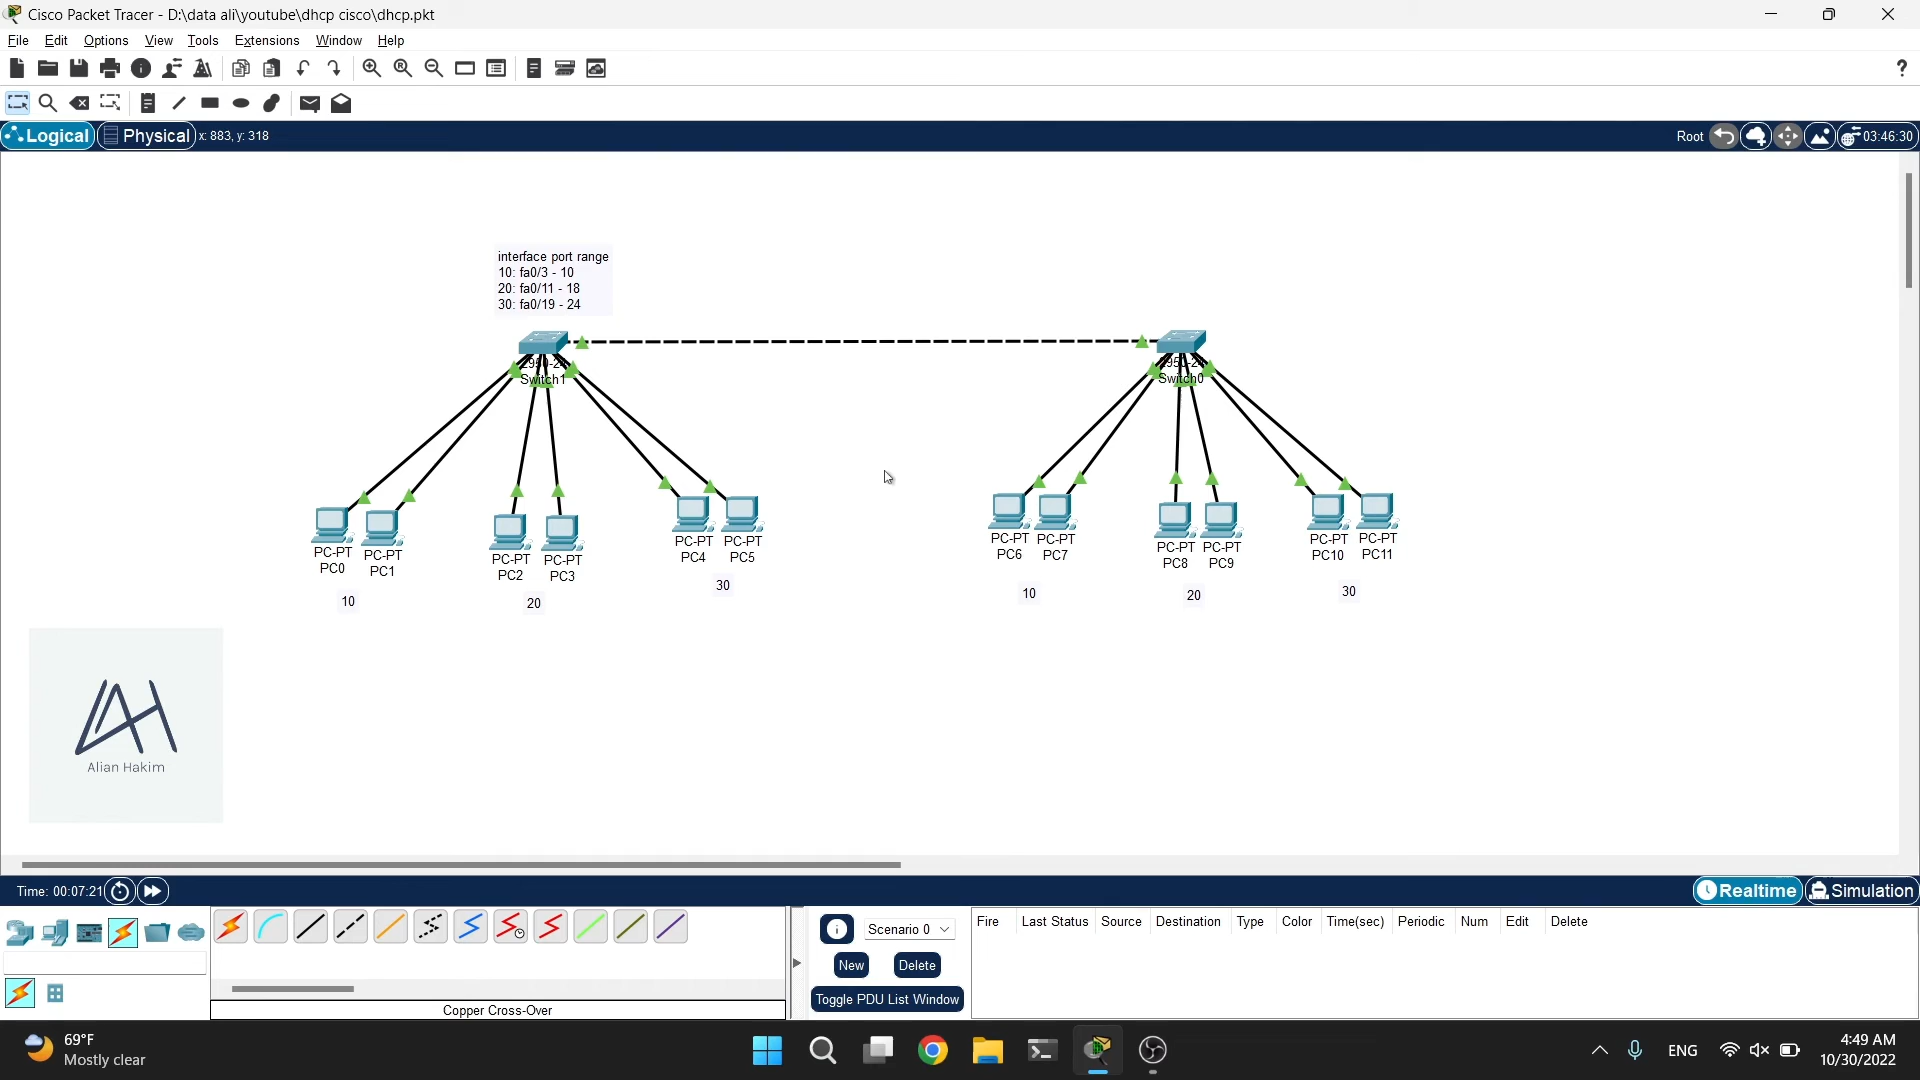 Cisco Packet Tracer - D:\data ali\youtube\dhcp cisco\dhcp.pkt
File Edit Options View Tools Extensions Window Help
?
Logical Physical x: 883, y: 318 Root 03:46:30
interface port range
10: fa0/3 - 10
20: fa0/11 - 18
30: fa0/19 - 24
2950-24
Switch1
2950-24
Switch0
PC-PT
PC0
PC-PT
PC1
PC-PT
PC2
PC-PT
PC3
PC-PT
PC4
PC-PT
PC5
PC-PT
PC6
PC-PT
PC7
PC-PT
PC8
PC-PT
PC9
PC-PT
PC10
PC-PT
PC11
10
20
30
10
20
30
AH
Alian Hakim
Time: 00:07:21 Realtime Simulation
Scenario 0
New Delete
Toggle PDU List Window
Fire Last Status Source Destination Type Color Time(sec) Periodic Num Edit Delete
Copper Cross-Over
69°F
Mostly clear
ENG
4:49 AM
10/30/2022